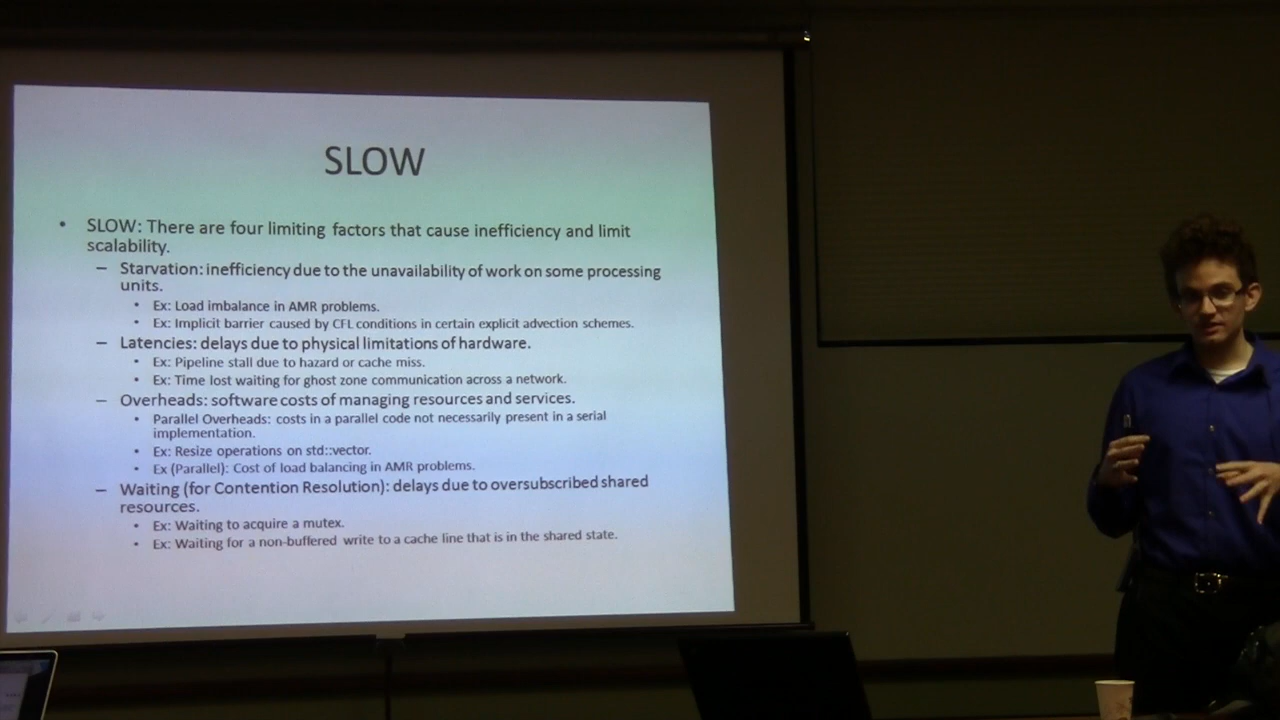 SLOW
• SLOW: There are four limiting factors that cause inefficiency and limit
scalability.
– Starvation: inefficiency due to the unavailability of work on some processing
units.
• Ex: Load imbalance in AMR problems.
• Ex: Implicit barrier caused by CFL conditions in certain explicit advection schemes.
– Latencies: delays due to physical limitations of hardware.
• Ex: Pipeline stall due to hazard or cache miss.
• Ex: Time lost waiting for ghost zone communication across a network.
– Overheads: software costs of managing resources and services.
• Parallel Overheads: costs in a parallel code not necessarily present in a serial
implementation.
• Ex: Resize operations on std::vector.
• Ex (Parallel): Cost of load balancing in AMR problems.
– Waiting (for Contention Resolution): delays due to oversubscribed shared
resources.
• Ex: Waiting to acquire a mutex.
• Ex: Waiting for a non-buffered write to a cache line that is in the shared state.